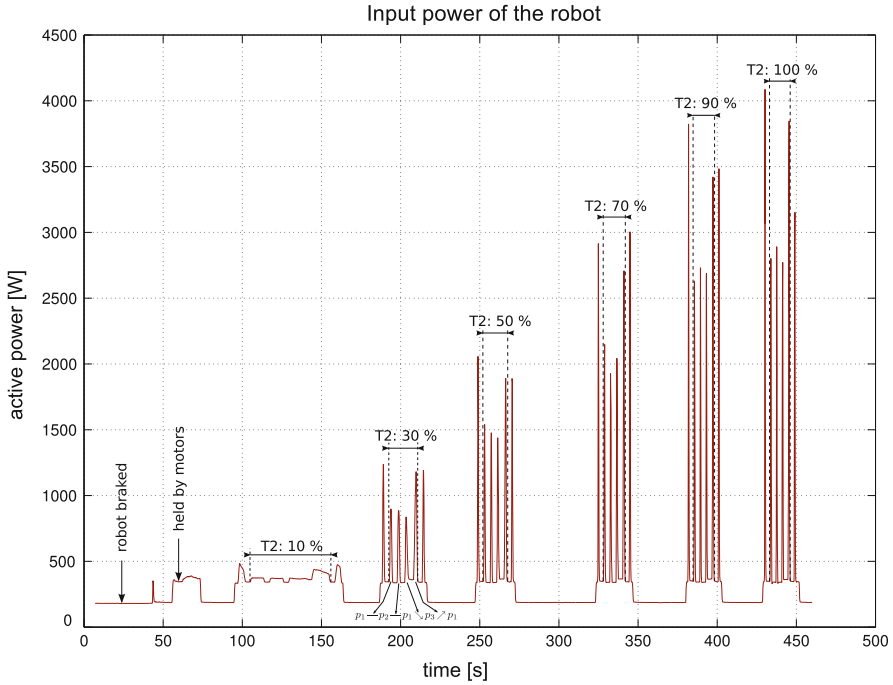 Input power of the robot
4500
4000
3500
3000
2500
2000
1500
1000
500
0
active power [W]
robot braked
held by motors
T2: 10 %
T2: 30 %
T2: 50 %
T2: 70 %
T2: 90 %
T2: 100 %
p₁—p₂—p₁↘p₃↗p₁
0 50 100 150 200 250 300 350 400 450 500
time [s]